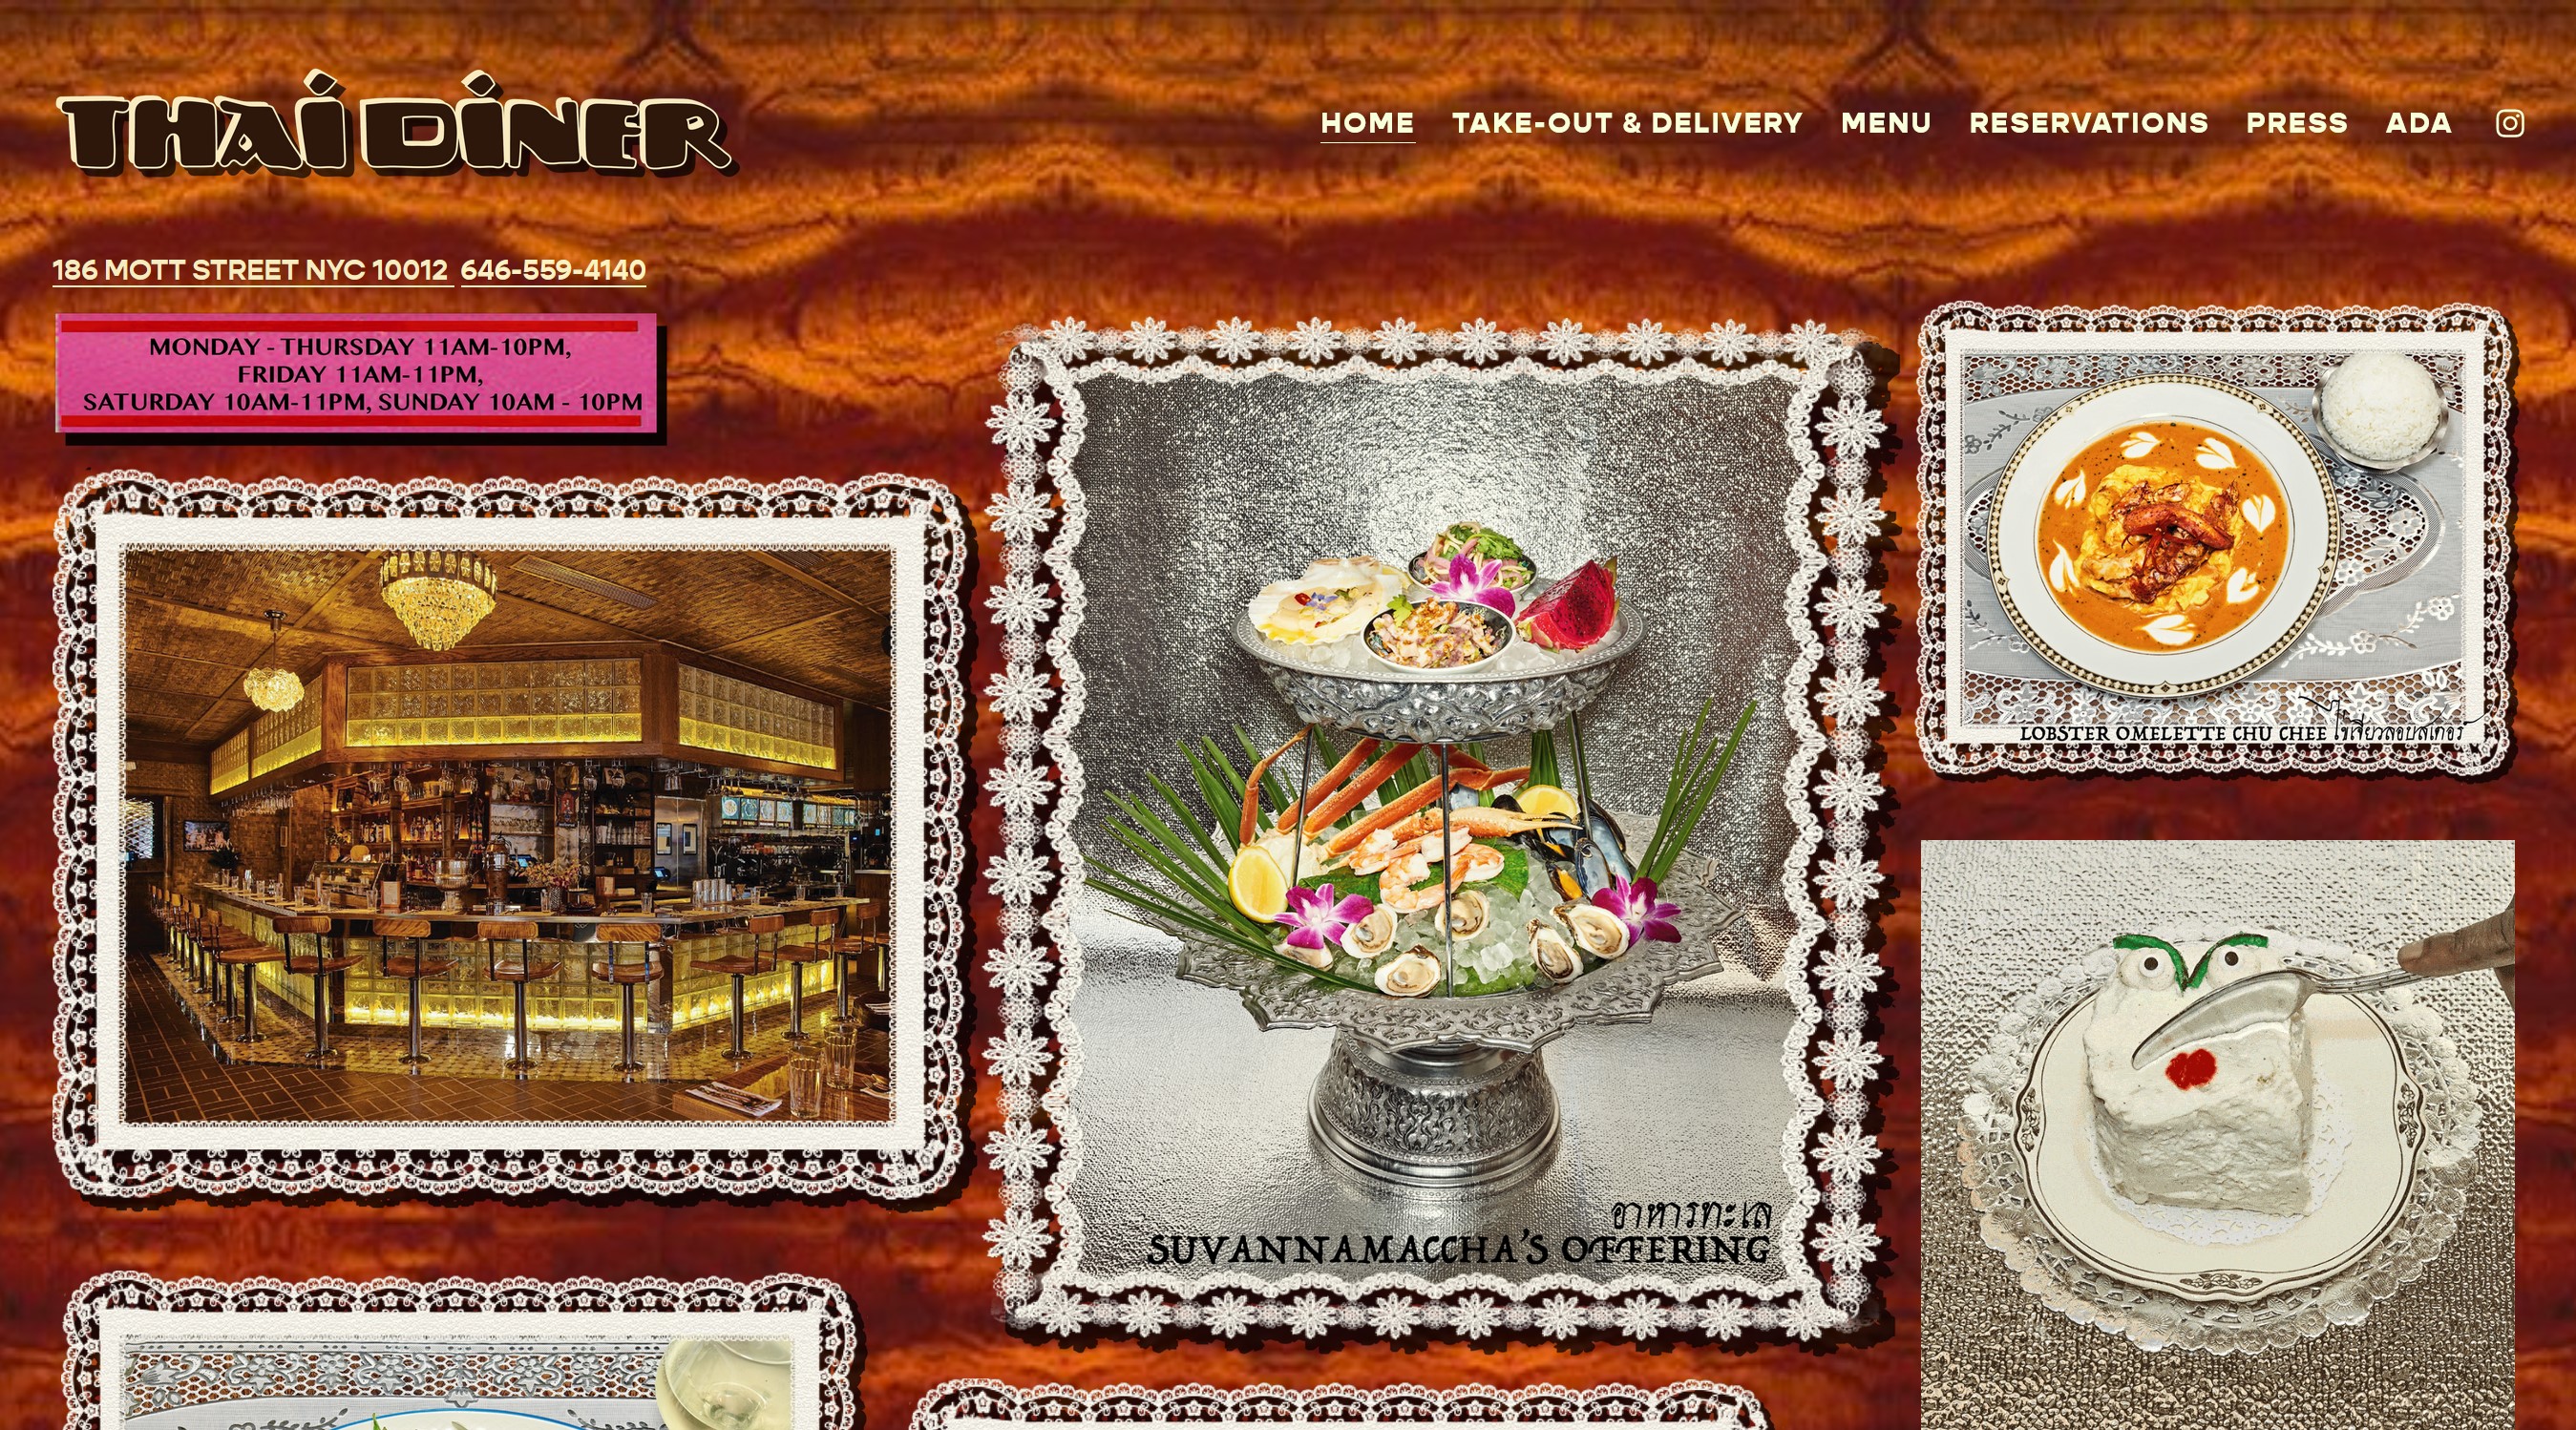 THAI DINER
HOME TAKE-OUT & DELIVERY MENU RESERVATIONS PRESS ADA
186 MOTT STREET NYC 10012 646-559-4140
MONDAY - THURSDAY 11AM-10PM,
FRIDAY 11AM-11PM,
SATURDAY 10AM-11PM, SUNDAY 10AM - 10PM
อาหารทะเล
SUVANNAMACCHA'S OFFERING
LOBSTER OMELETTE CHU CHEE ไข่เจียวลอบสเตอร์